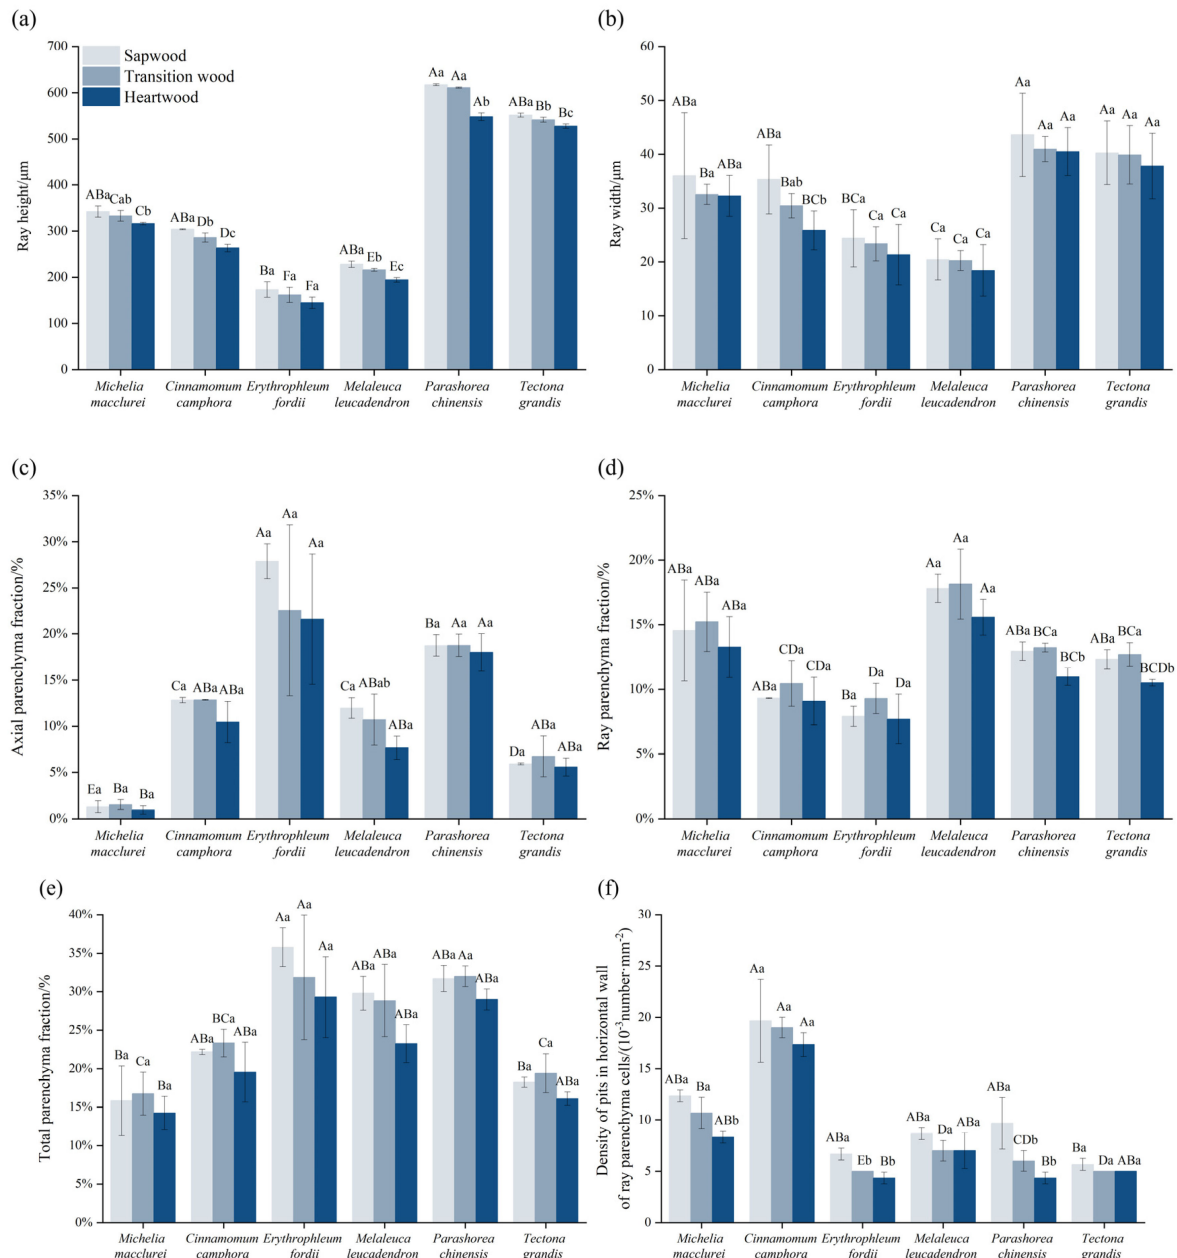 (a)
700
600
500
400
300
200
100
0
Ray height/μm
Sapwood
Transition wood
Heartwood
ABa Cab Cb
ABa Db Dc
Ba Fa Fa
ABa Eb Ec
Aa Aa Ab
ABa Bb Bc
Michelia macclurei
Cinnamomum camphora
Erythrophleum fordii
Melaleuca leucadendron
Parashorea chinensis
Tectona grandis
(b)
60
50
40
30
20
10
0
Ray width/μm
ABa Ba ABa
ABa Bab BCb
BCa Ca Ca
Ca Ca Ca
Aa Aa Aa
Aa Aa Aa
Michelia macclurei
Cinnamomum camphora
Erythrophleum fordii
Melaleuca leucadendron
Parashorea chinensis
Tectona grandis
(c)
35%
30%
25%
20%
15%
10%
5%
0%
Axial parenchyma fraction/%
Ea Ba Ba
Ca ABa ABa
Aa Aa Aa
Ca ABab ABa
Ba Aa Aa
Da ABa ABa
Michelia macclurei
Cinnamomum camphora
Erythrophleum fordii
Melaleuca leucadendron
Parashorea chinensis
Tectona grandis
(d)
25%
20%
15%
10%
5%
0%
Ray parenchyma fraction/%
ABa ABa ABa
ABa CDa CDa
Ba Da Da
Aa Aa Aa
ABa BCa BCb
ABa BCa BCDb
Michelia macclurei
Cinnamomum camphora
Erythrophleum fordii
Melaleuca leucadendron
Parashorea chinensis
Tectona grandis
(e)
40%
35%
30%
25%
20%
15%
10%
5%
0%
Total parenchyma fraction/%
Ba Ca Ba
ABa BCa ABa
Aa Aa Aa
ABa ABa ABa
ABa Aa ABa
Ba Ca ABa
Michelia macclurei
Cinnamomum camphora
Erythrophleum fordii
Melaleuca leucadendron
Parashorea chinensis
Tectona grandis
(f)
30
25
20
15
10
5
0
Density of pits in horizontal wall
of ray parenchyma cells/(10⁻³number·mm⁻²)
ABa Ba ABb
Aa Aa Aa
ABa Eb Bb
ABa Da ABa
ABa CDb Bb
Ba Da ABa
Michelia macclurei
Cinnamomum camphora
Erythrophleum fordii
Melaleuca leucadendron
Parashorea chinensis
Tectona grandis